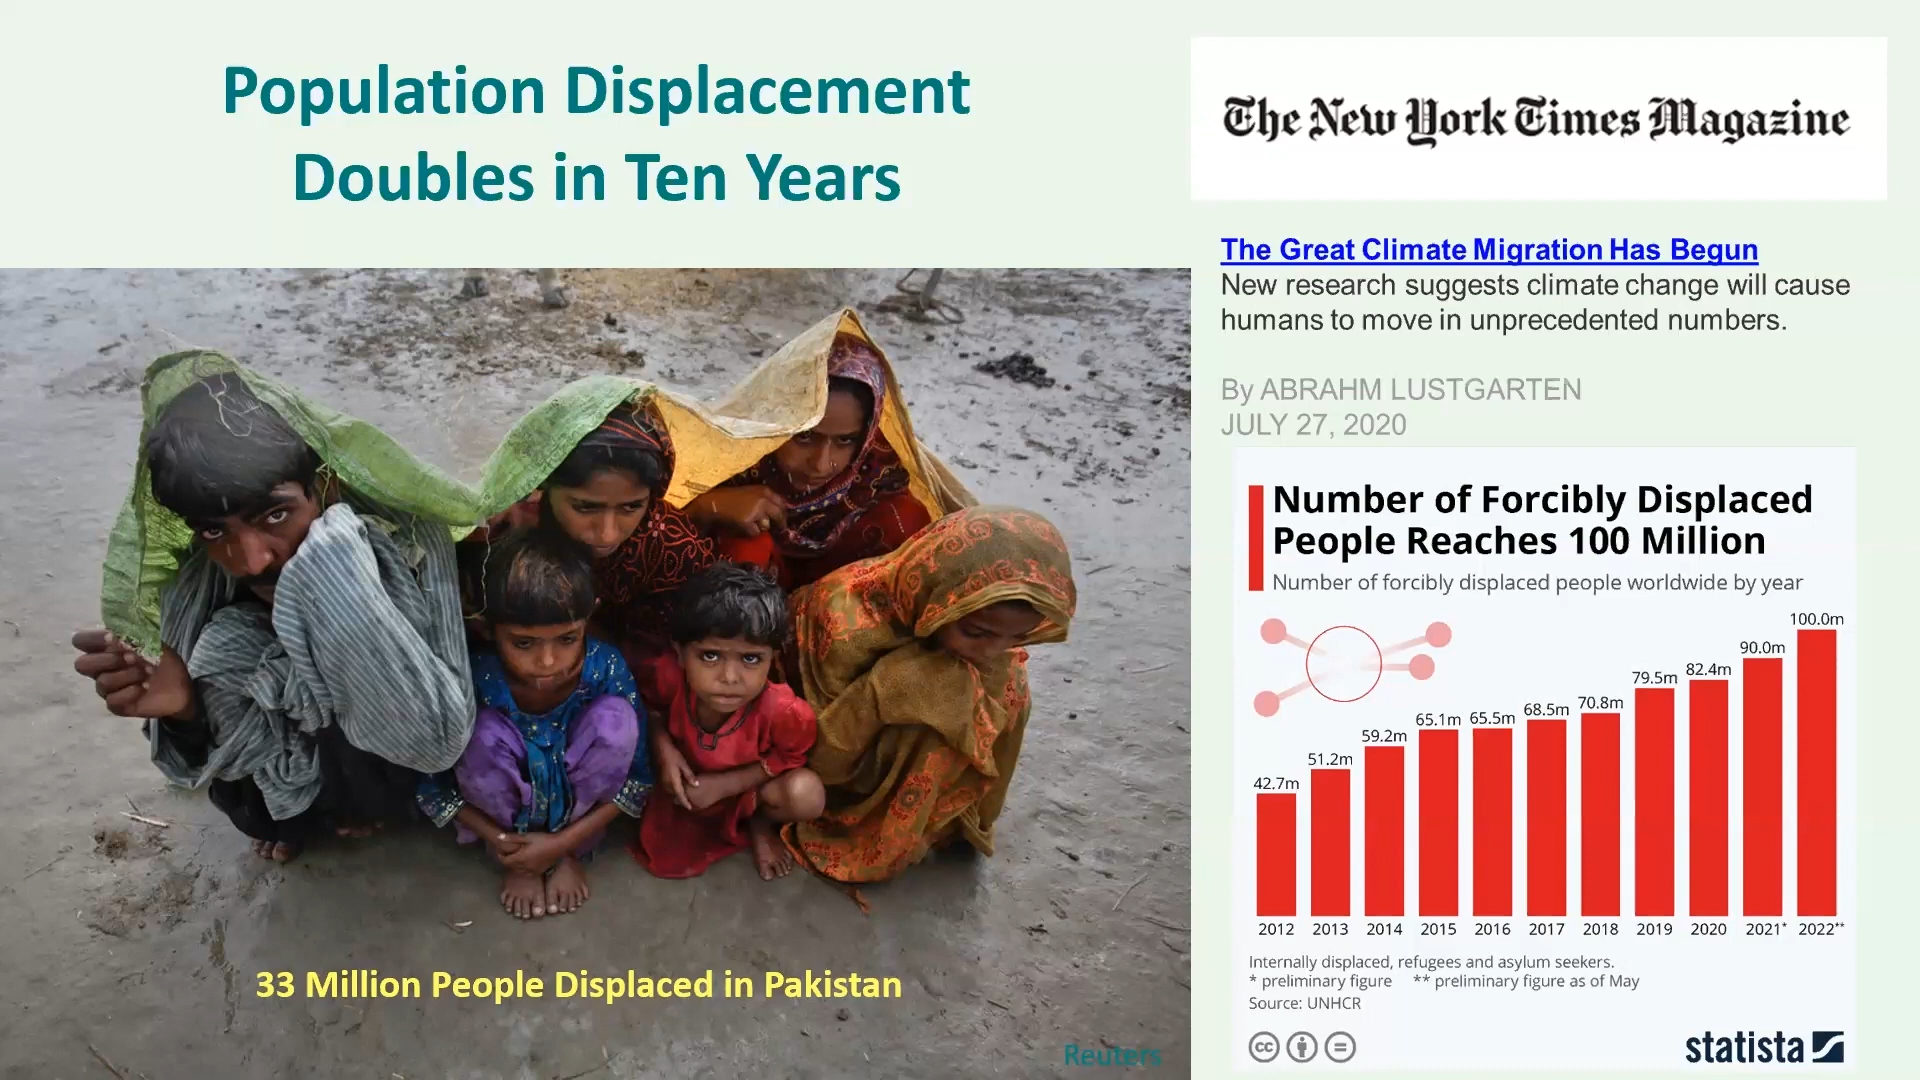 Population Displacement
Doubles in Ten Years
The New York Times Magazine
The Great Climate Migration Has Begun
New research suggests climate change will cause
humans to move in unprecedented numbers.
By ABRAHM LUSTGARTEN
JULY 27, 2020
33 Million People Displaced in Pakistan
Reuters
Number of Forcibly Displaced
People Reaches 100 Million
Number of forcibly displaced people worldwide by year
42.7m
51.2m
59.2m
65.1m
65.5m
68.5m
70.8m
79.5m
82.4m
90.0m
100.0m
2012 2013 2014 2015 2016 2017 2018 2019 2020 2021* 2022**
Internally displaced, refugees and asylum seekers.
* preliminary figure ** preliminary figure as of May
Source: UNHCR
cc
statista